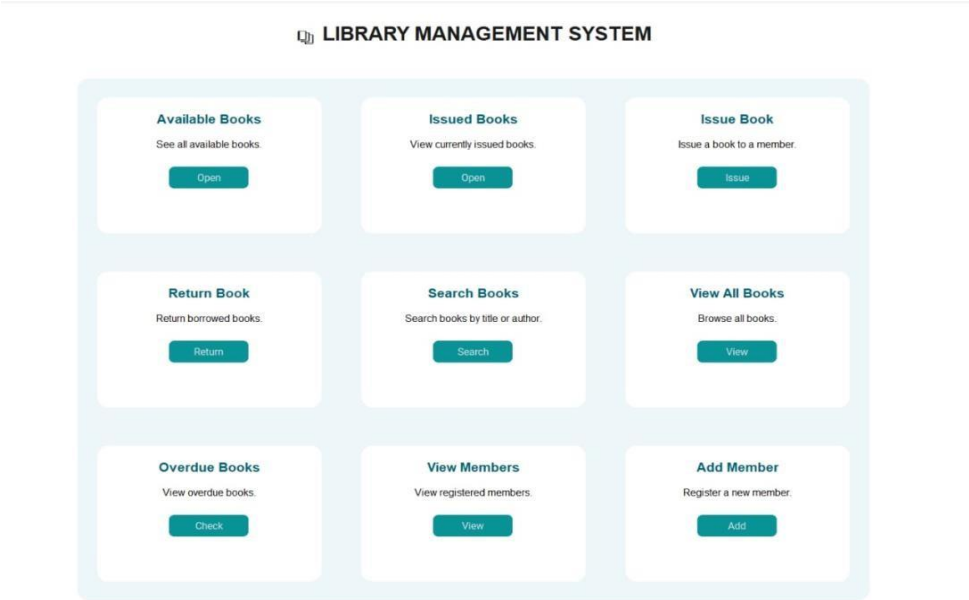 LIBRARY MANAGEMENT SYSTEM
Available Books
See all available books.
Open
Issued Books
View currently issued books.
Open
Issue Book
Issue a book to a member.
Issue
Return Book
Return borrowed books.
Return
Search Books
Search books by title or author.
Search
View All Books
Browse all books.
View
Overdue Books
View overdue books.
Check
View Members
View registered members.
View
Add Member
Register a new member.
Add